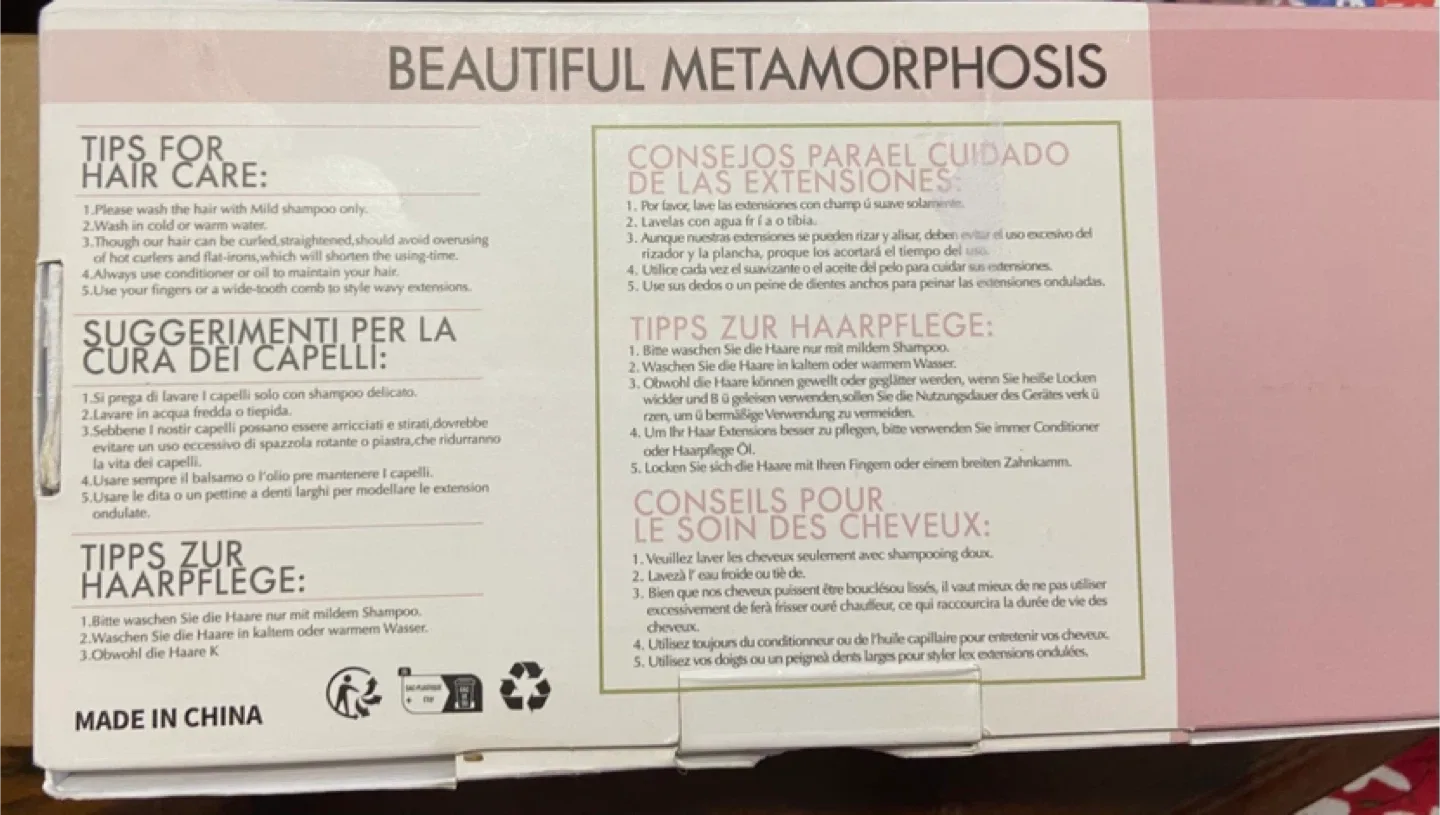 BEAUTIFUL METAMORPHOSIS
TIPS FOR
HAIR CARE:
1.Please wash the hair with Mild shampoo only.
2.Wash in cold or warm water.
3.Though our hair can be curled,straightened,should avoid overusing
of hot curlers and flat-irons,which will shorten the using-time.
4.Always use conditioner or oil to maintain your hair.
5.Use your fingers or a wide-tooth comb to style wavy extensions.
SUGGERIMENTI PER LA
CURA DEI CAPELLI:
1.Si prega di lavare I capelli solo con shampoo delicato.
2.Lavare in acqua fredda o tiepida.
3.Sebbene I nostir capelli possano essere arricciati e stirati,dovrebbe
evitare un uso eccessivo di spazzola rotante o piastra,che ridurranno
la vita dei capelli.
4.Usare sempre il balsamo o l'olio pre mantenere I capelli.
5.Usare le dita o un pettine a denti larghi per modellare le extension
ondulate.
TIPPS ZUR
HAARPFLEGE:
1.Bitte waschen Sie die Haare nur mit mildem Shampoo.
2.Waschen Sie die Haare in kaltem oder warmem Wasser.
3.Obwohl die Haare K
MADE IN CHINA
CONSEJOS PARAEL CUIDADO
DE LAS EXTENSIONES:
1. Por favor, lave las extensiones con champ ú suave solamente.
2. Lavelas con agua fr í a o tibia.
3. Aunque nuestras extensiones se pueden rizar y alisar, deben evitar el uso excesivo del
rizador y la plancha, proque los acortará el tiempo del uso.
4. Utilice cada vez el suavizante o el aceite del pelo para cuidar sus extensiones.
5. Use sus dedos o un peine de dientes anchos para peinar las extensiones onduladas.
TIPPS ZUR HAARPFLEGE:
1. Bitte waschen Sie die Haare nur mit mildem Shampoo.
2. Waschen Sie die Haare in kaltem oder warmem Wasser.
3. Obwohl die Haare können gewellt oder geglätter werden, wenn Sie heiße Locken
wickler und B ü geleisen verwenden,sollen Sie die Nutzungsdauer des Gerätes verk ü
rzen, um ü bermäßige Verwendung zu vermeiden.
4. Um Ihr Haar Extensions besser zu pflegen, bitte verwenden Sie immer Conditioner
oder Haarpflege Öl.
5. Locken Sie sich die Haare mit Ihren Fingern oder einem breiten Zahnkamm.
CONSEILS POUR
LE SOIN DES CHEVEUX:
1. Veuillez laver les cheveux seulement avec shampooing doux.
2. Lavezà l' eau froide ou tiè de.
3. Bien que nos cheveux puissent être bouclésou lissés, il vaut mieux de ne pas utiliser
excessivement de ferà frisser ouré chauffeur, ce qui raccourcira la durée de vie des
cheveux.
4. Utilisez toujours du conditionneur ou de l'huile capillaire pour entretenir vos cheveux.
5. Utilisez vos doigts ou un peigneà dents larges pour styler lex extensions ondulées.